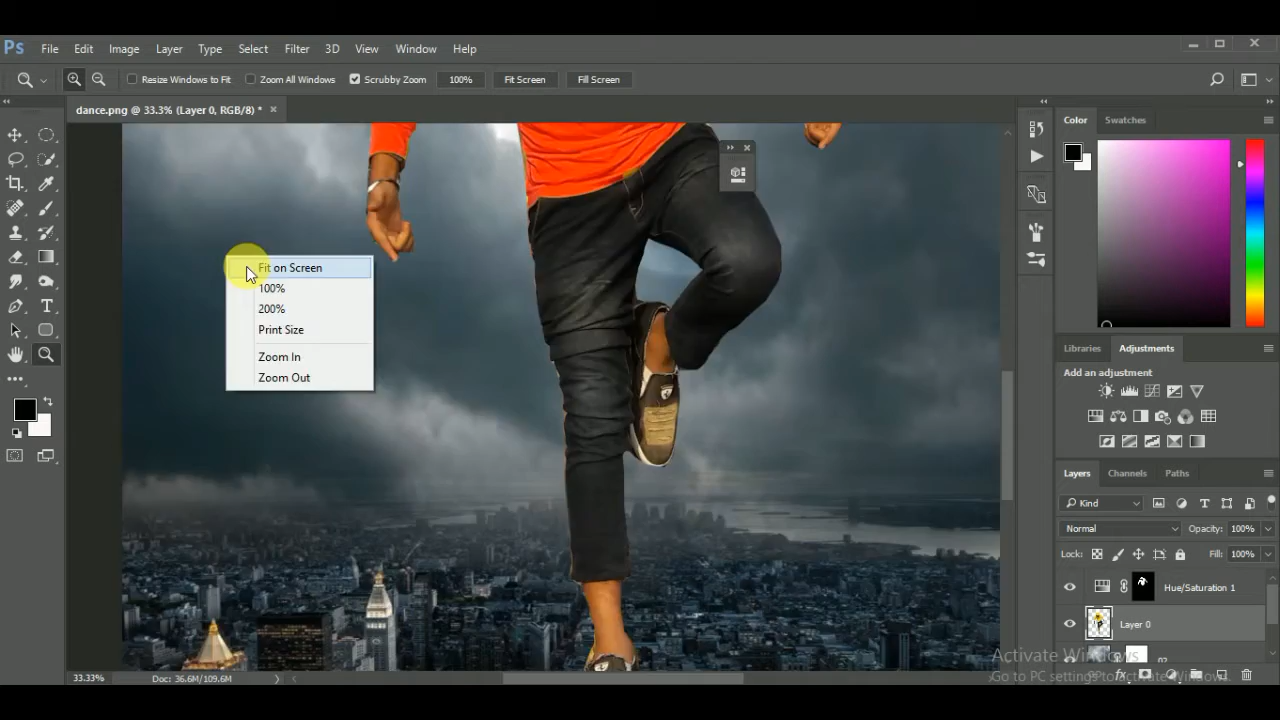 Ps File Edit Image Layer Type Select Filter 3D View Window Help
Resize Windows to Fit Zoom All Windows Scrubby Zoom 100% Fit Screen Fill Screen
dance.png @ 33.3% (Layer 0, RGB/8) *
Color Swatches
Fit on Screen
100%
200%
Print Size
Zoom In
Zoom Out
Libraries Adjustments
Add an adjustment
Layers Channels Paths
Kind
Normal Opacity: 100%
Lock: Fill: 100%
Hue/Saturation 1
Layer 0
Activate Windows
Go to PC settings to activate Windows.
33.33% Doc: 36.6M/109.6M